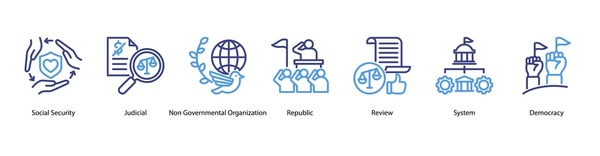 Social Security
Judicial
Non Governmental Organization
Republic
Review
System
Democracy